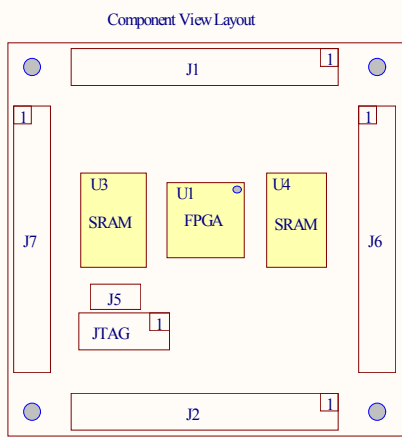 Component View Layout
1
J1
1
1
U3
U1
U4
SRAM
FPGA
SRAM
J7
J6
J5
1
JTAG
1
J2